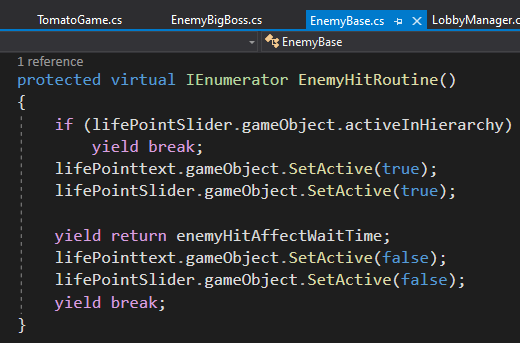 TomatoGame.cs EnemyBigBoss.cs EnemyBase.cs LobbyManager.c
EnemyBase
1 reference
protected virtual IEnumerator EnemyHitRoutine()
{
if (lifePointSlider.gameObject.activeInHierarchy)
yield break;
lifePointtext.gameObject.SetActive(true);
lifePointSlider.gameObject.SetActive(true);
yield return enemyHitAffectWaitTime;
lifePointtext.gameObject.SetActive(false);
lifePointSlider.gameObject.SetActive(false);
yield break;
}